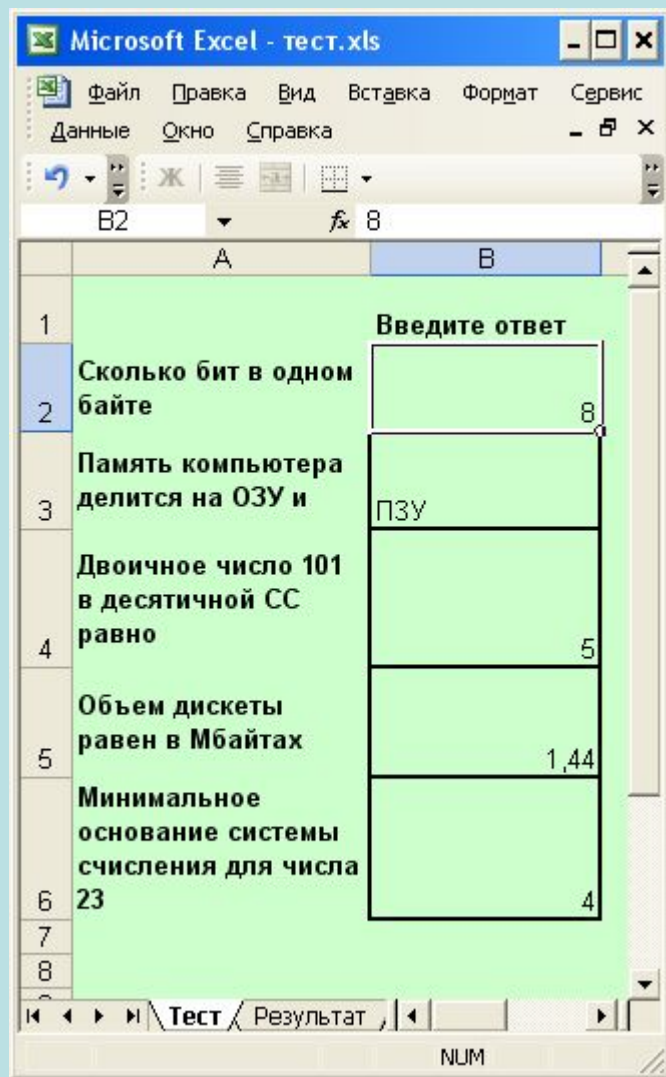 Microsoft Excel - тест.xls
Файл Правка Вид Вставка Формат Сервис
Данные Окно Справка
Ж
B2 fx 8
A B
1 Введите ответ
Сколько бит в одном
2 байте 8
Память компьютера
3 делится на ОЗУ и ПЗУ
Двоичное число 101
в десятичной СС
4 равно 5
Объем дискеты
5 равен в Мбайтах 1,44
Минимальное
основание системы
счисления для числа
6 23 4
7
8
Тест Результат
NUM